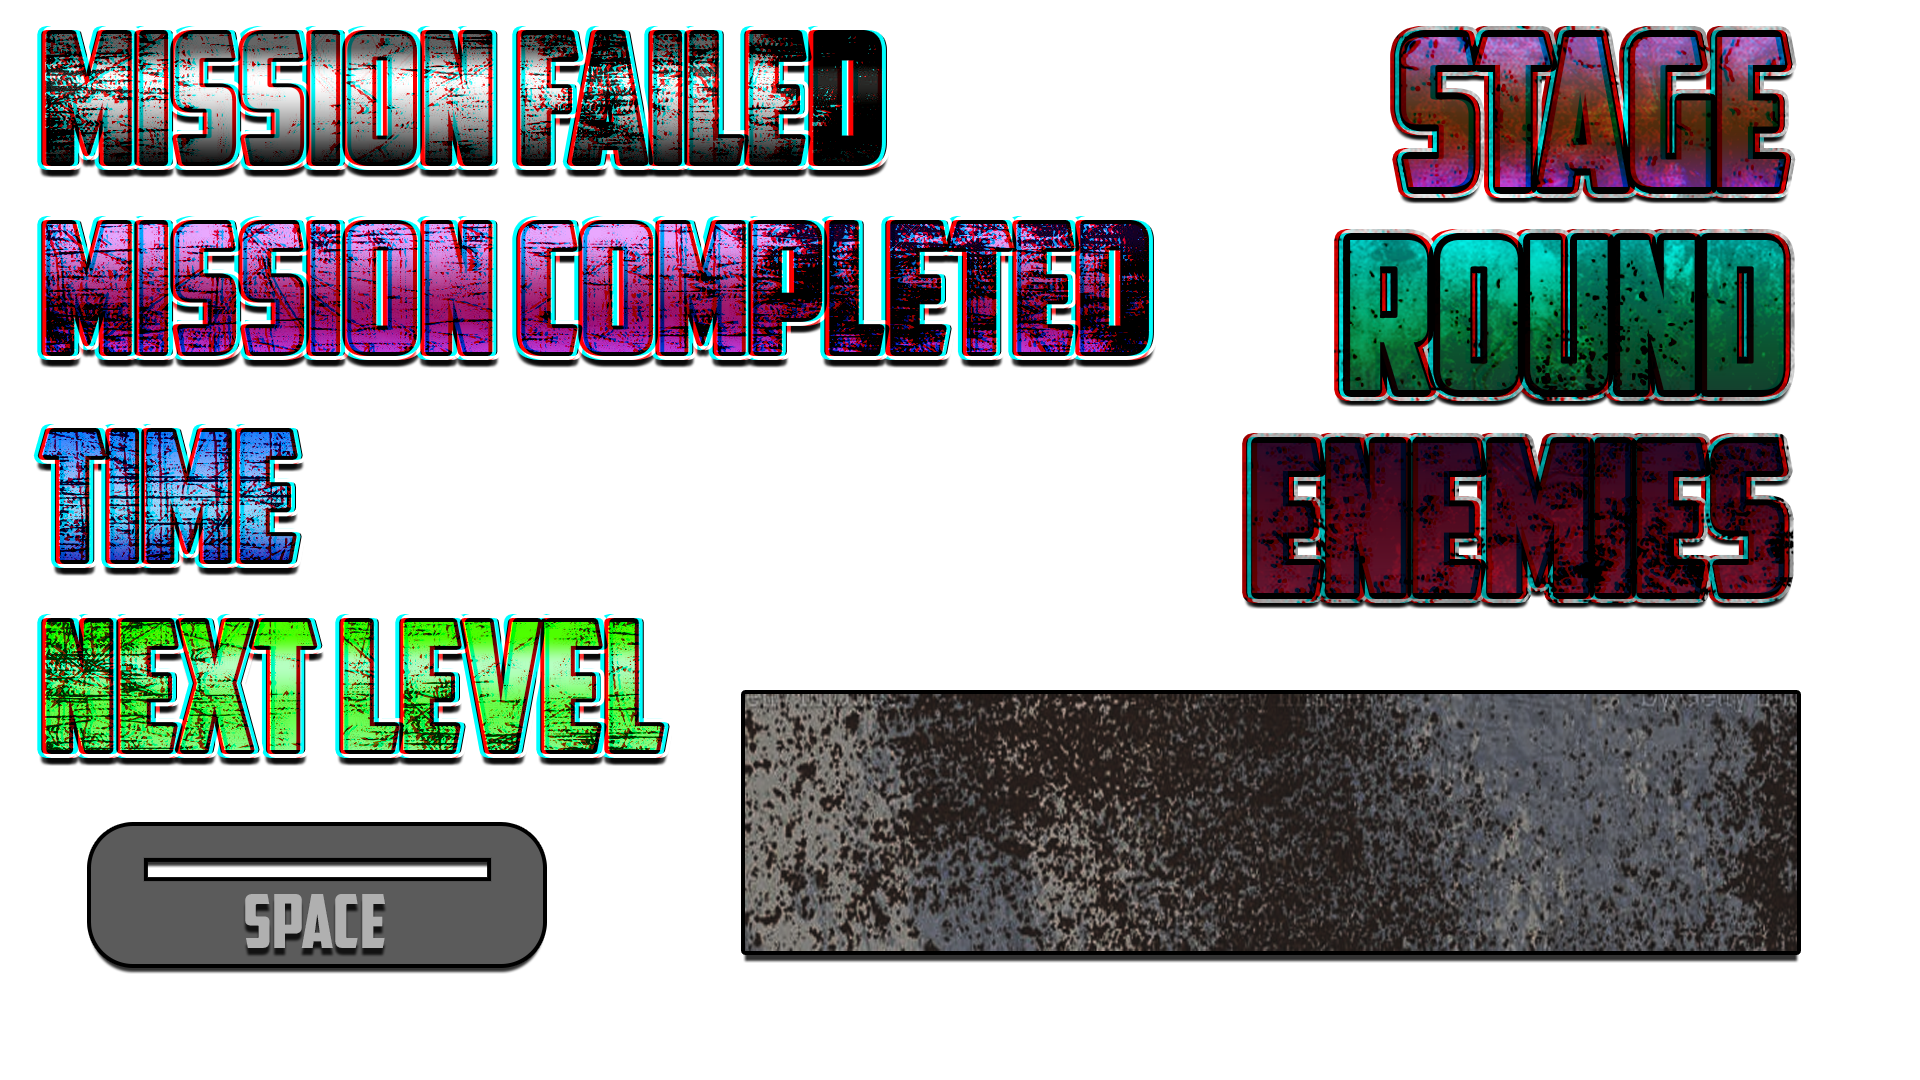 MISSION FAILED
STAGE
MISSION COMPLETED
ROUND
TIME
ENEMIES
NEXT LEVEL
SPACE